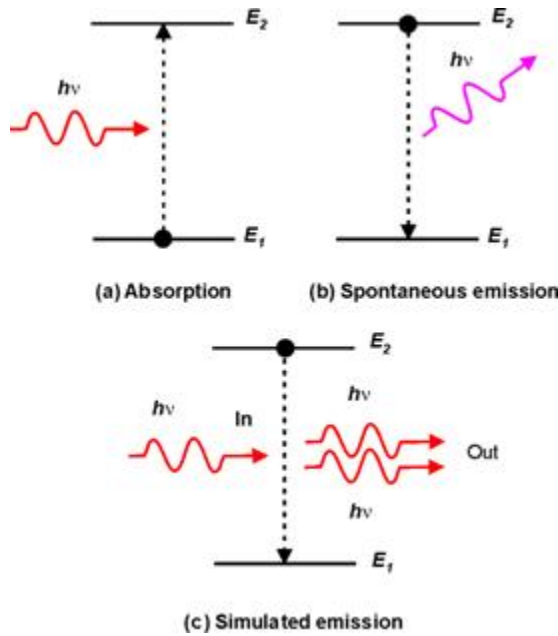 E2
E2
hν
hν
E1
E1
(a) Absorption
(b) Spontaneous emission
E2
hν
hν
In
Out
hν
E1
(c) Simulated emission